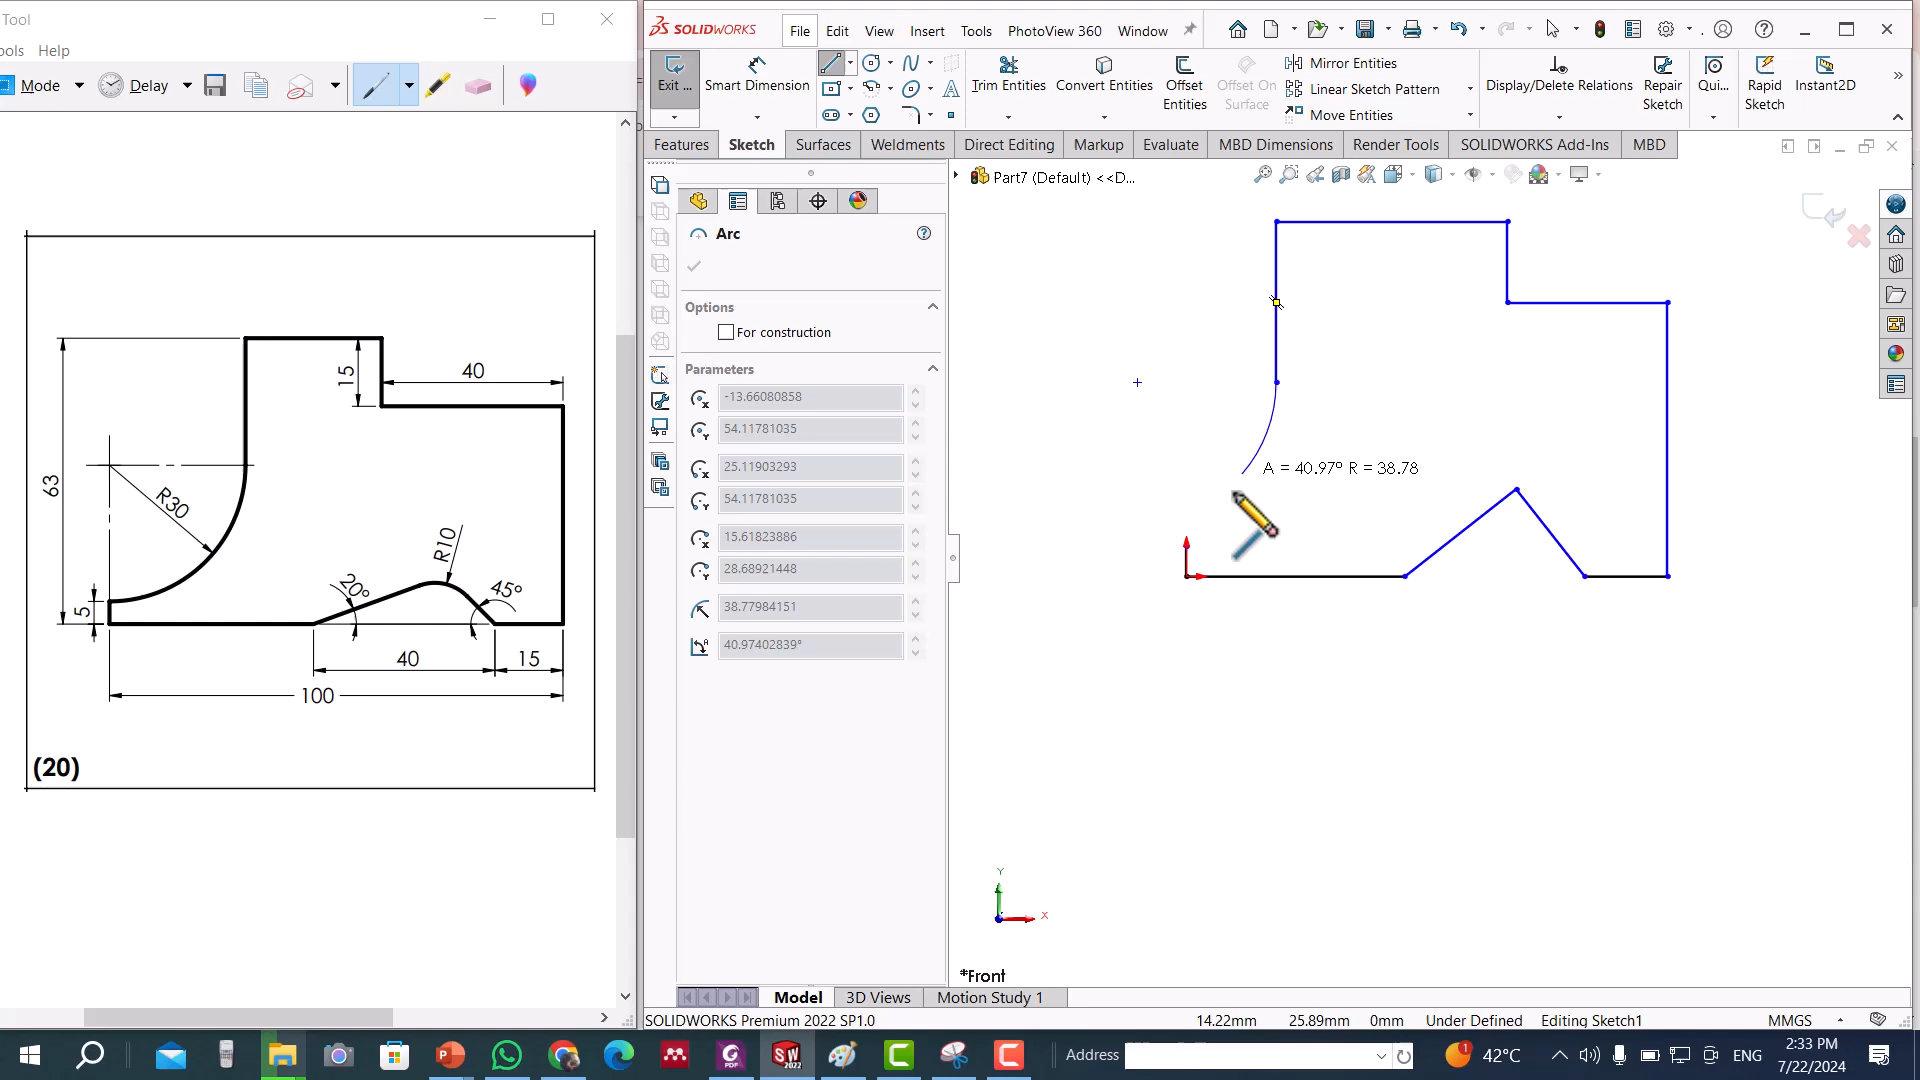 Tool
ools Help
Mode
Delay
63
15
40
R30
R10
20°
45°
5
40
15
100
(20)
SOLIDWORKS
File Edit View Insert Tools PhotoView 360 Window
Exit ...
Smart Dimension
Trim Entities
Convert Entities
Offset
Entities
Offset On
Surface
Mirror Entities
Linear Sketch Pattern
Move Entities
Display/Delete Relations
Repair
Sketch
Qui...
Rapid
Sketch
Instant2D
Features Sketch Surfaces Weldments Direct Editing Markup Evaluate MBD Dimensions Render Tools SOLIDWORKS Add-Ins MBD
Part7 (Default) <<D...
Arc
Options
For construction
Parameters
-13.66080858
54.11781035
25.11903293
54.11781035
15.61823886
28.68921448
38.77984151
40.97402839°
A = 40.97° R = 38.78
Y
X
*Front
Model 3D Views Motion Study 1
SOLIDWORKS Premium 2022 SP1.0
14.22mm 25.89mm 0mm Under Defined Editing Sketch1 MMGS
Address
42°C
ENG
2:33 PM
7/22/2024